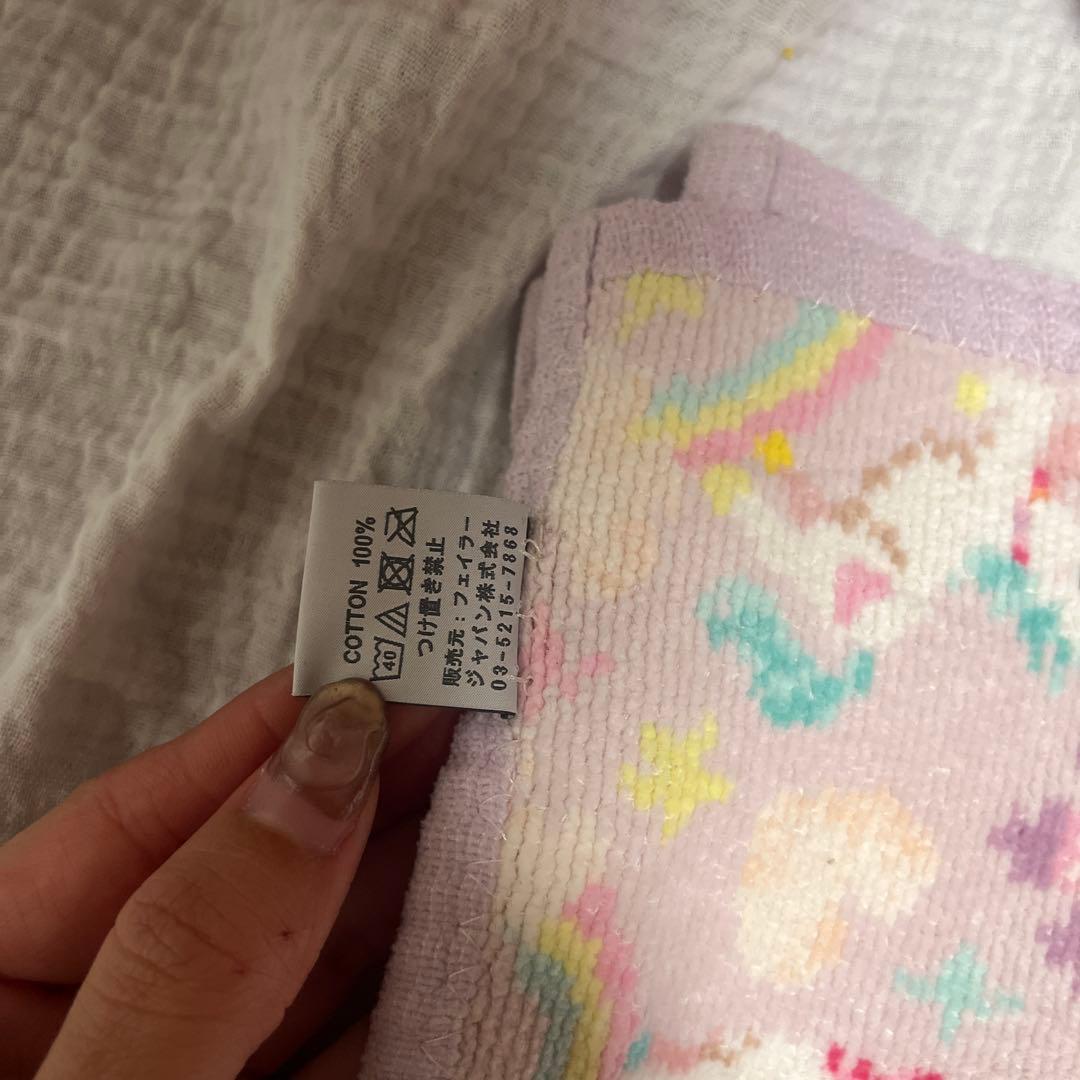 COTTON 100%
40
つけ置き禁止
販売元：フェイラー
ジャパン株式会社
03-5215-7868